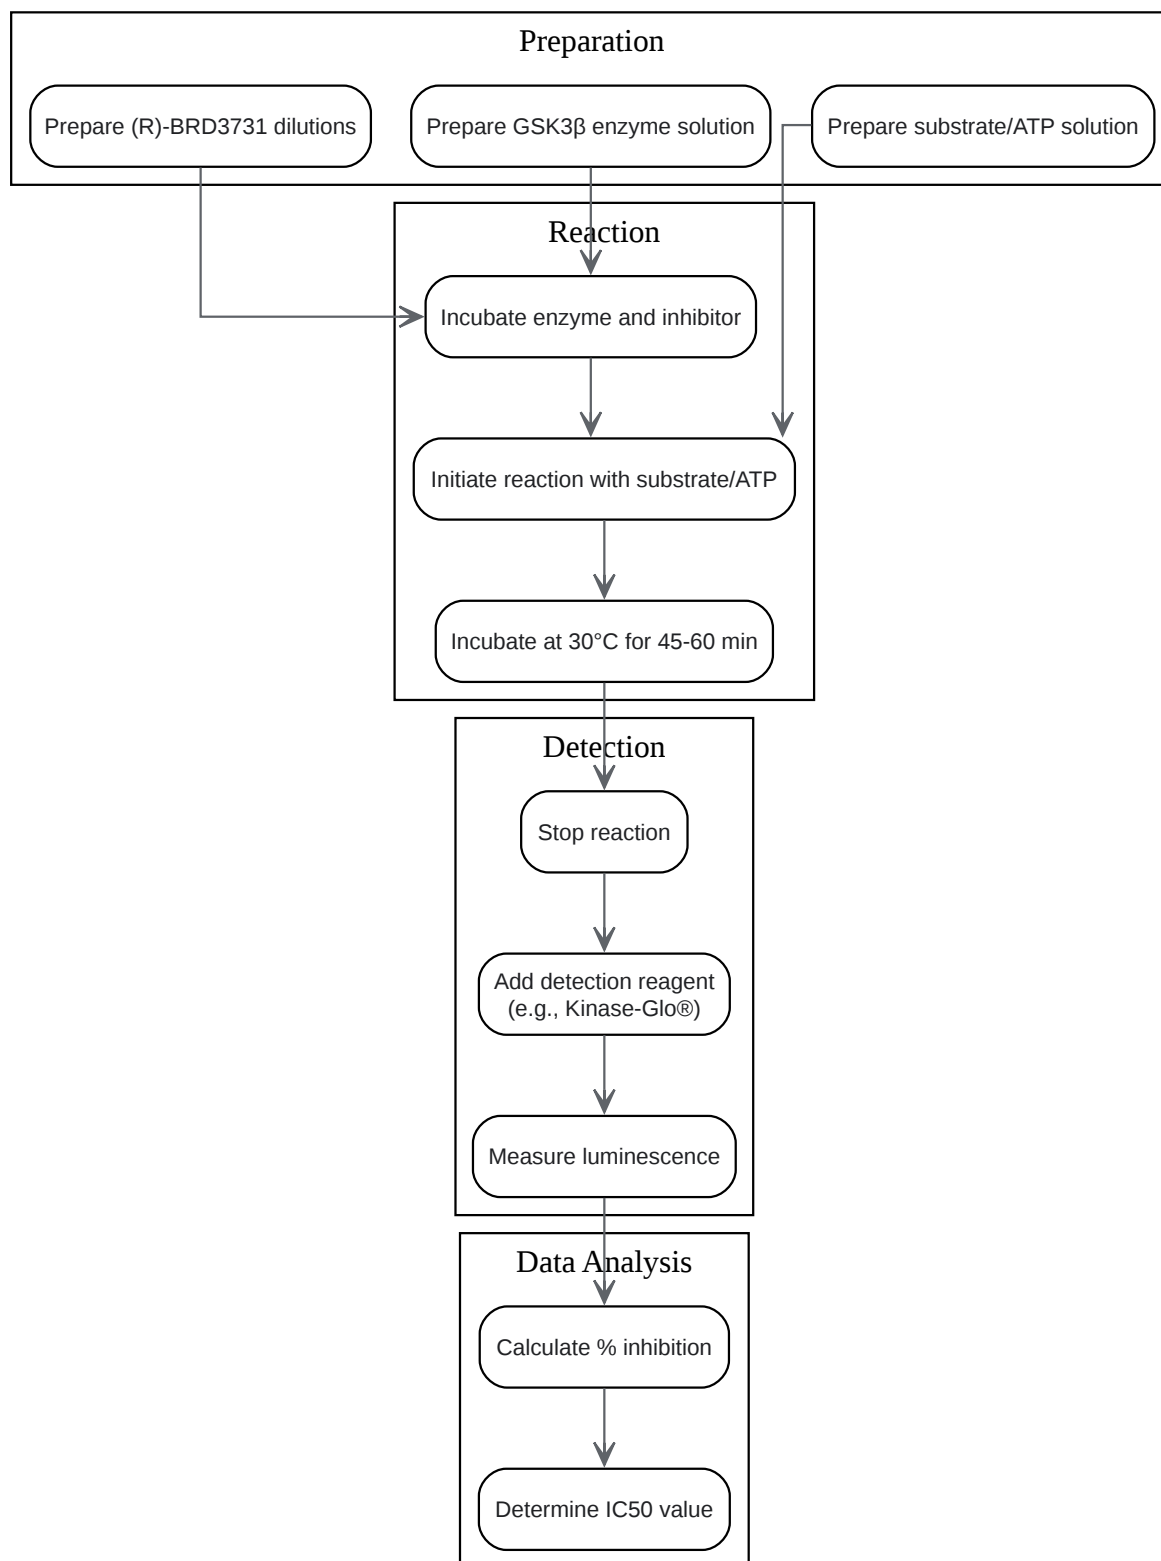 Preparation
Prepare (R)-BRD3731 dilutions
Prepare GSK3β enzyme solution
Prepare substrate/ATP solution
Reaction
Incubate enzyme and inhibitor
Initiate reaction with substrate/ATP
Incubate at 30°C for 45-60 min
Detection
Stop reaction
Add detection reagent
(e.g., Kinase-Glo®)
Measure luminescence
Data Analysis
Calculate % inhibition
Determine IC50 value